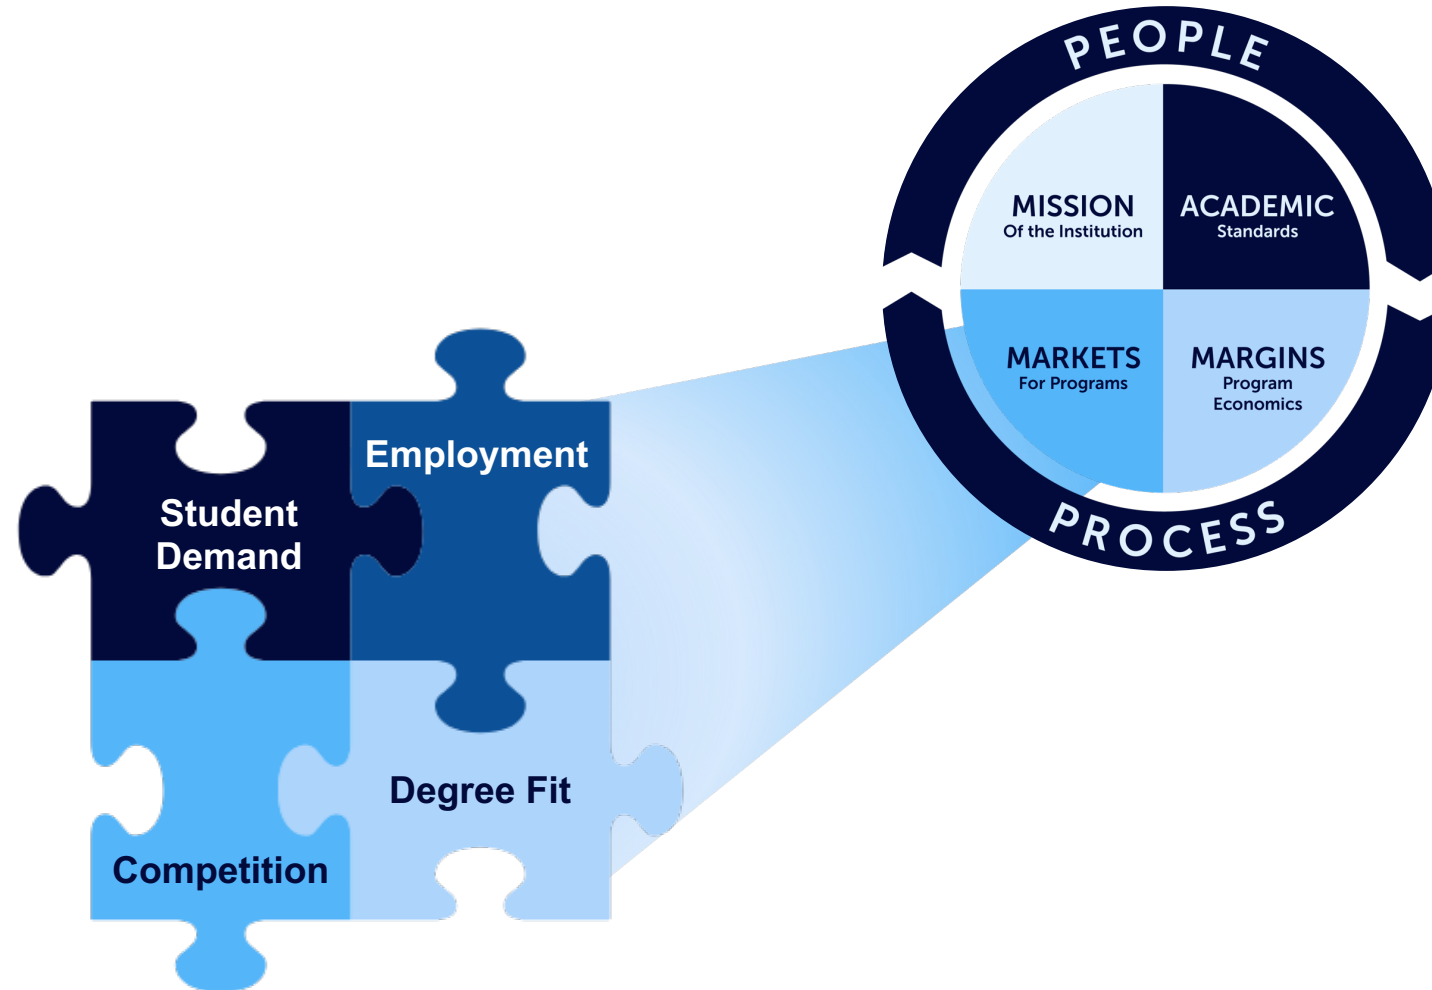 PEOPLE
MISSION
Of the Institution
ACADEMIC
Standards
MARKETS
For Programs
MARGINS
Program
Economics
PROCESS
Student
Demand
Employment
Competition
Degree Fit